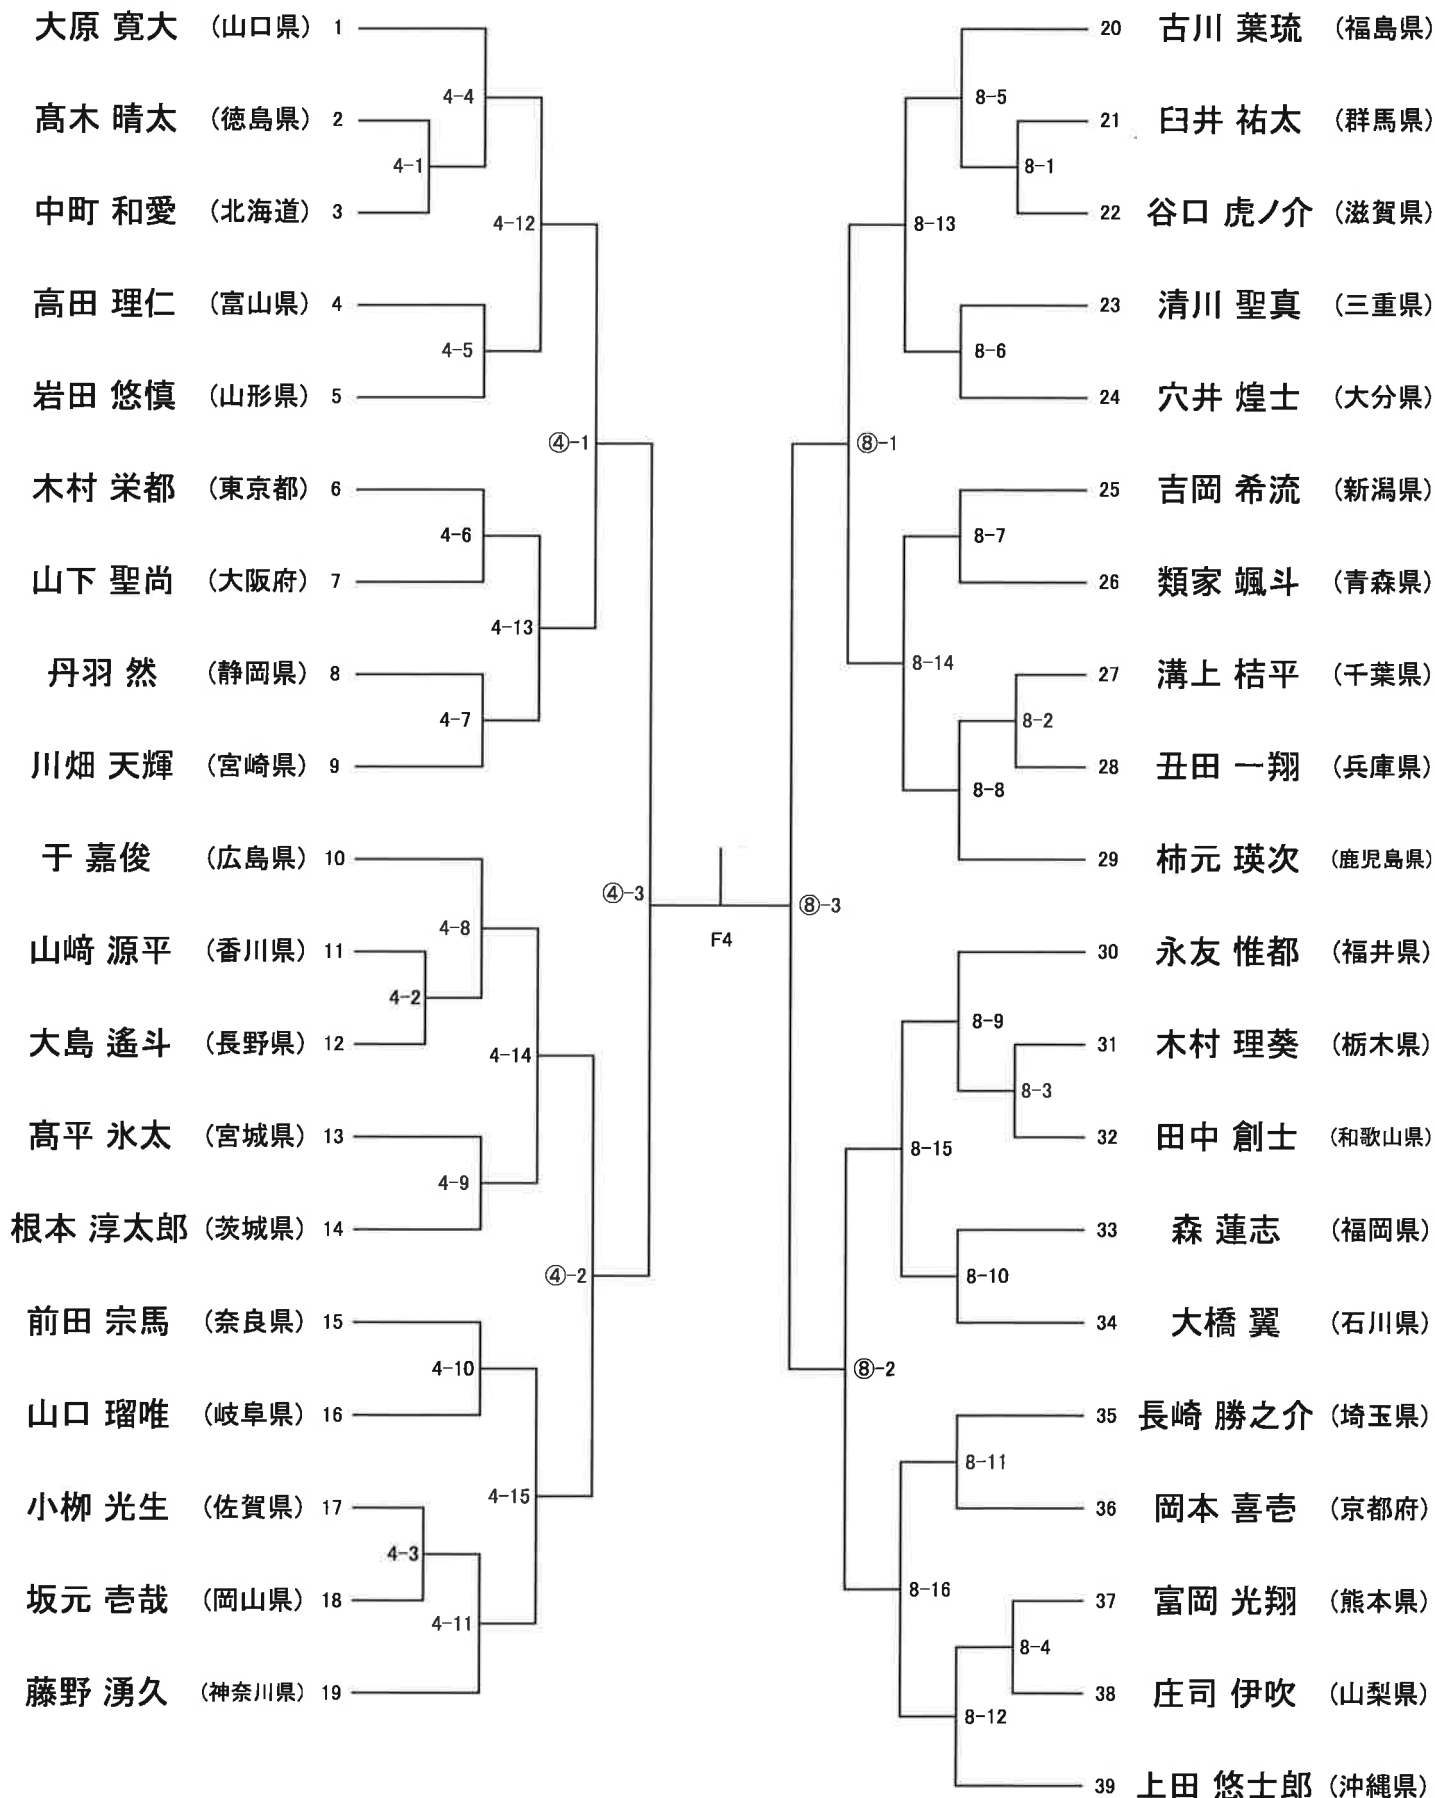 大原 寛大 (山口県) 1
4-4
髙木 晴太 (徳島県) 2
4-1
中町 和愛 (北海道) 3
4-12
高田 理仁 (富山県) 4
4-5
岩田 悠慎 (山形県) 5
④-1
木村 栄都 (東京都) 6
4-6
山下 聖尚 (大阪府) 7
4-13
丹羽 然 (静岡県) 8
4-7
川畑 天輝 (宮崎県) 9
于 嘉俊 (広島県) 10
④-3
4-8
山﨑 源平 (香川県) 11
4-2
大島 遙斗 (長野県) 12
4-14
髙平 氷太 (宮城県) 13
4-9
根本 淳太郎 (茨城県) 14
④-2
前田 宗馬 (奈良県) 15
4-10
山口 瑠唯 (岐阜県) 16
4-15
小栁 光生 (佐賀県) 17
4-3
坂元 壱哉 (岡山県) 18
4-11
藤野 湧久 (神奈川県) 19
F4
20 古川 葉琉 (福島県)
8-5
21 臼井 祐太 (群馬県)
8-1
22 谷口 虎ノ介 (滋賀県)
8-13
23 清川 聖真 (三重県)
8-6
24 穴井 煌士 (大分県)
⑧-1
25 吉岡 希流 (新潟県)
8-7
26 類家 颯斗 (青森県)
8-14
27 溝上 桔平 (千葉県)
8-2
28 丑田 一翔 (兵庫県)
8-8
29 柿元 瑛次 (鹿児島県)
⑧-3
30 永友 惟都 (福井県)
8-9
31 木村 理葵 (栃木県)
8-3
32 田中 創士 (和歌山県)
8-15
33 森 蓮志 (福岡県)
8-10
34 大橋 翼 (石川県)
⑧-2
35 長崎 勝之介 (埼玉県)
8-11
36 岡本 喜壱 (京都府)
8-16
37 富岡 光翔 (熊本県)
8-4
38 庄司 伊吹 (山梨県)
8-12
39 上田 悠士郎 (沖縄県)